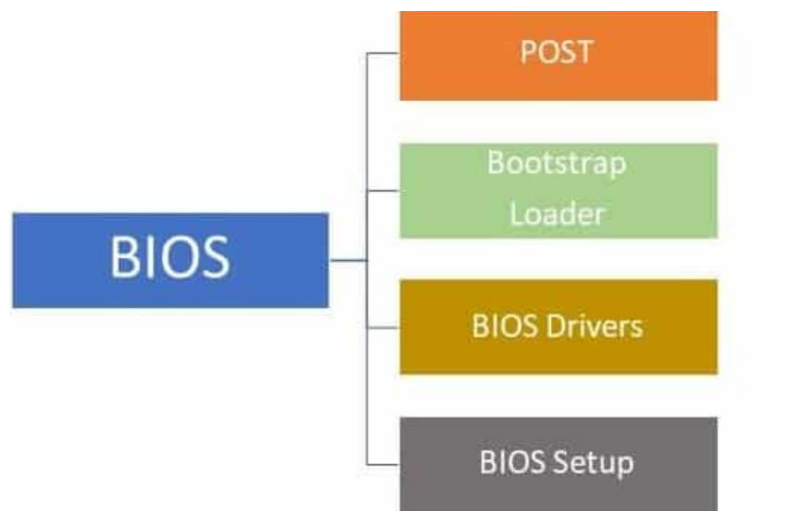 BIOS
POST
Bootstrap
Loader
BIOS Drivers
BIOS Setup